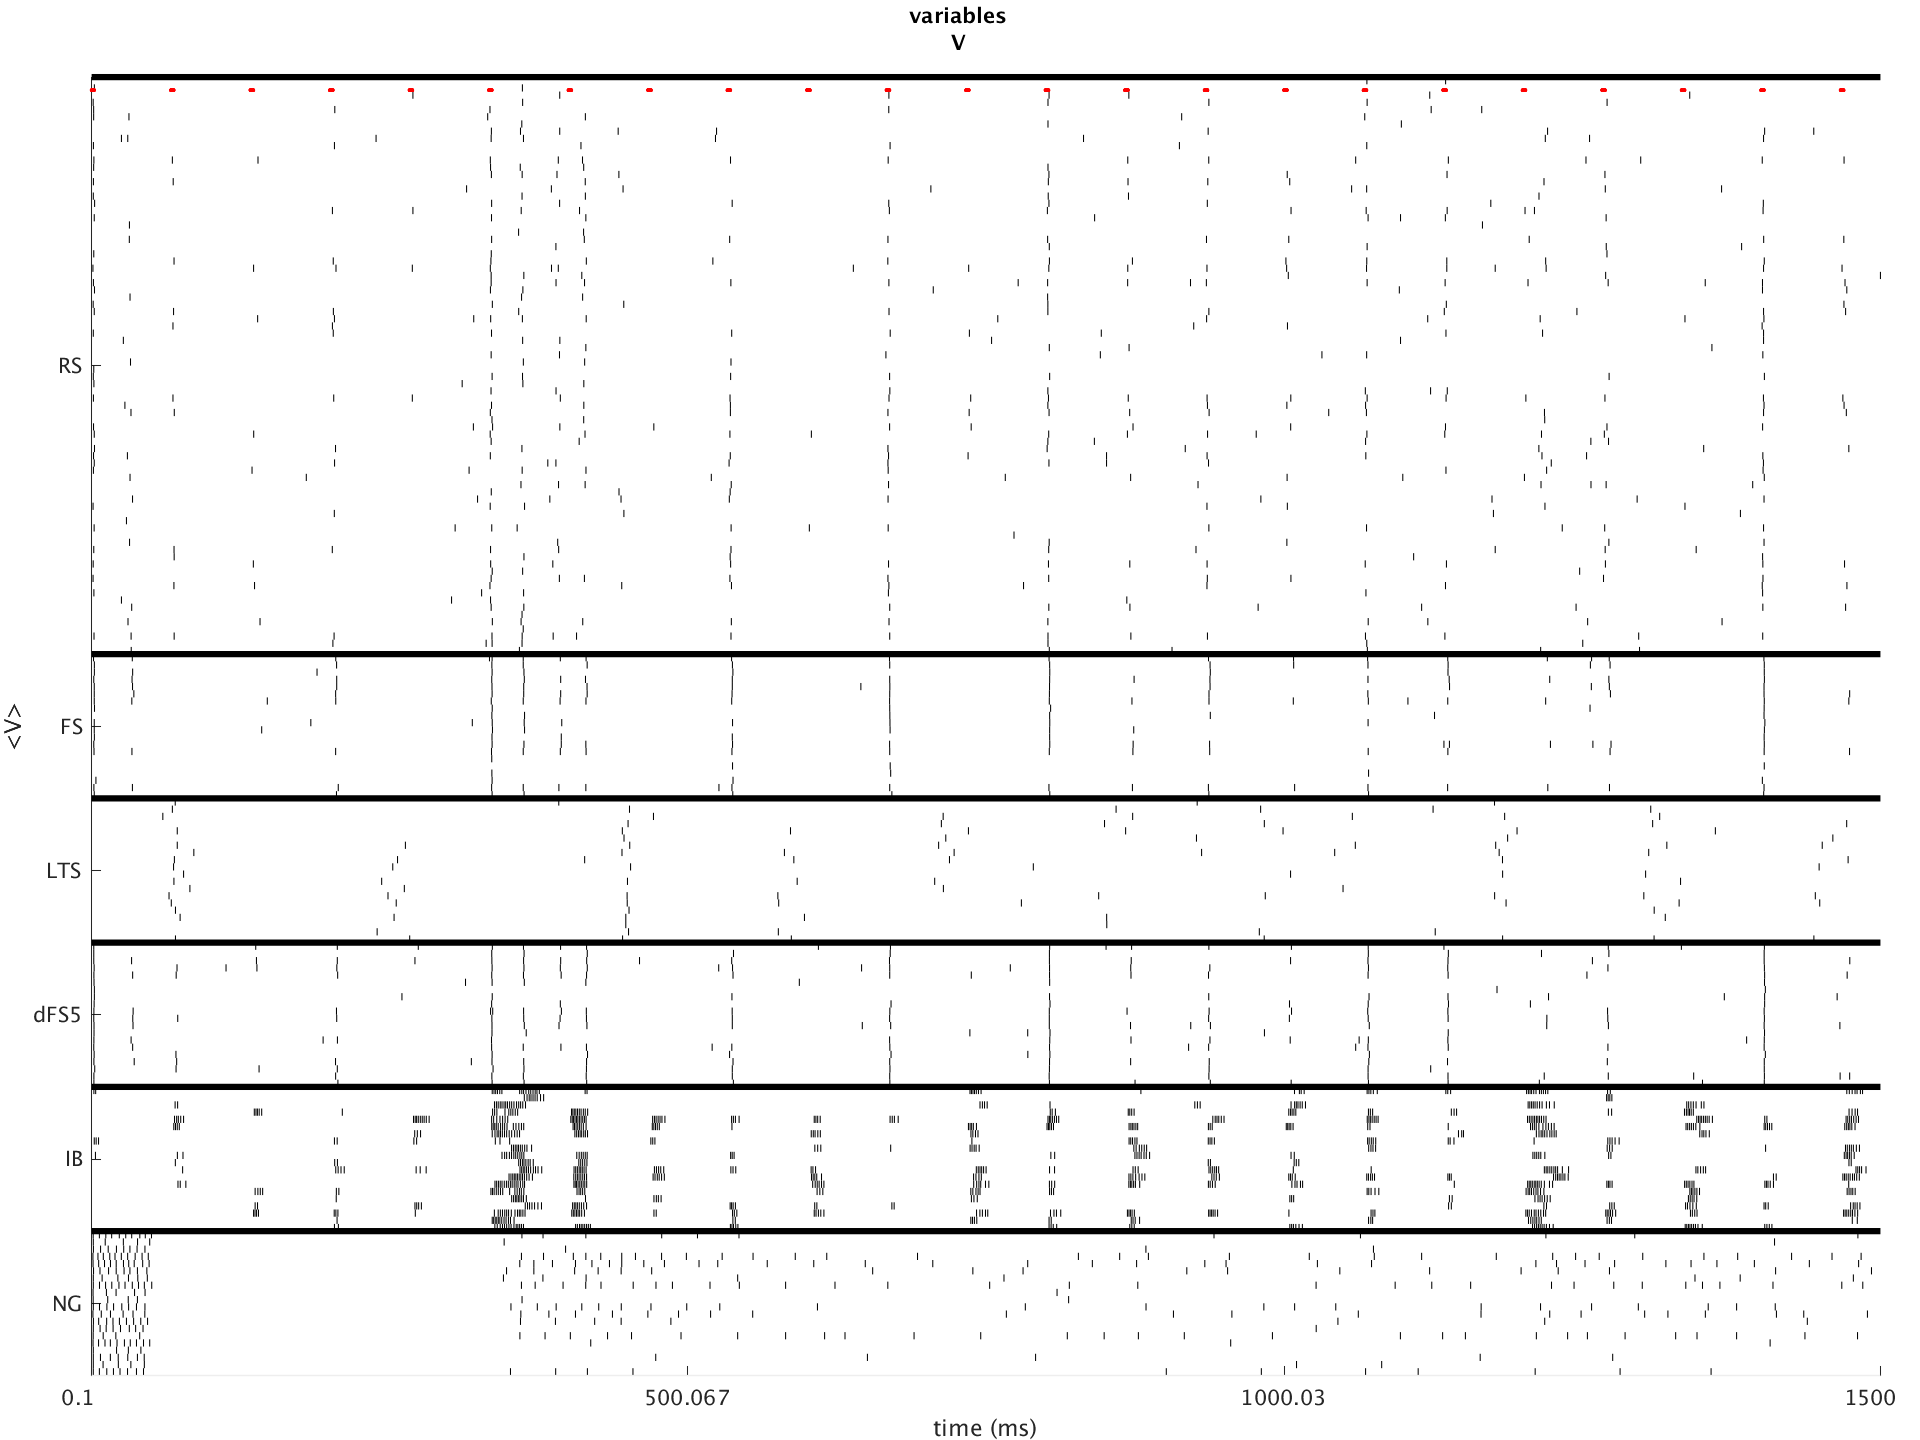 variables
V
RS
FS
LTS
dFS5
IB
NG
<V>
0.1
500.067
1000.03
1500
time (ms)